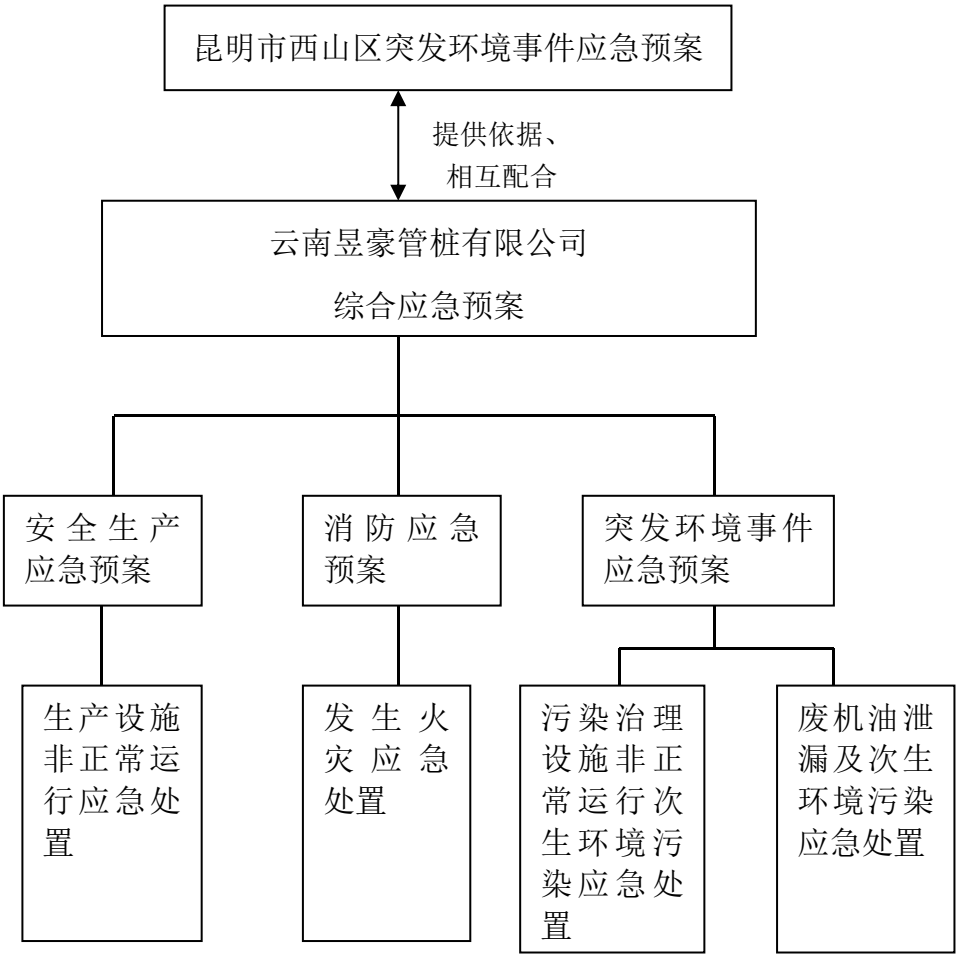 昆明市西山区突发环境事件应急预案
提供依据、
相互配合
云南昱豪管桩有限公司
综合应急预案
安全生产
应急预案
消防应急
预案
突发环境事件
应急预案
生产设施
非正常运
行应急处
置
发生火
灾应急
处置
污染治理
设施非正
常运行次
生环境污
染应急处
置
废机油泄
漏及次生
环境污染
应急处置